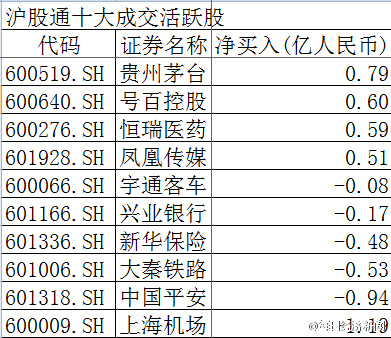 沪股通十大成交活跃股
代码 证券名称 净买入(亿人民币)
600519.SH 贵州茅台 0.79
600640.SH 号百控股 0.60
600276.SH 恒瑞医药 0.59
601928.SH 凤凰传媒 0.51
600066.SH 宇通客车 -0.08
601166.SH 兴业银行 -0.17
601336.SH 新华保险 -0.48
601006.SH 大秦铁路 -0.53
601318.SH 中国平安 -0.94
600009.SH 上海机场